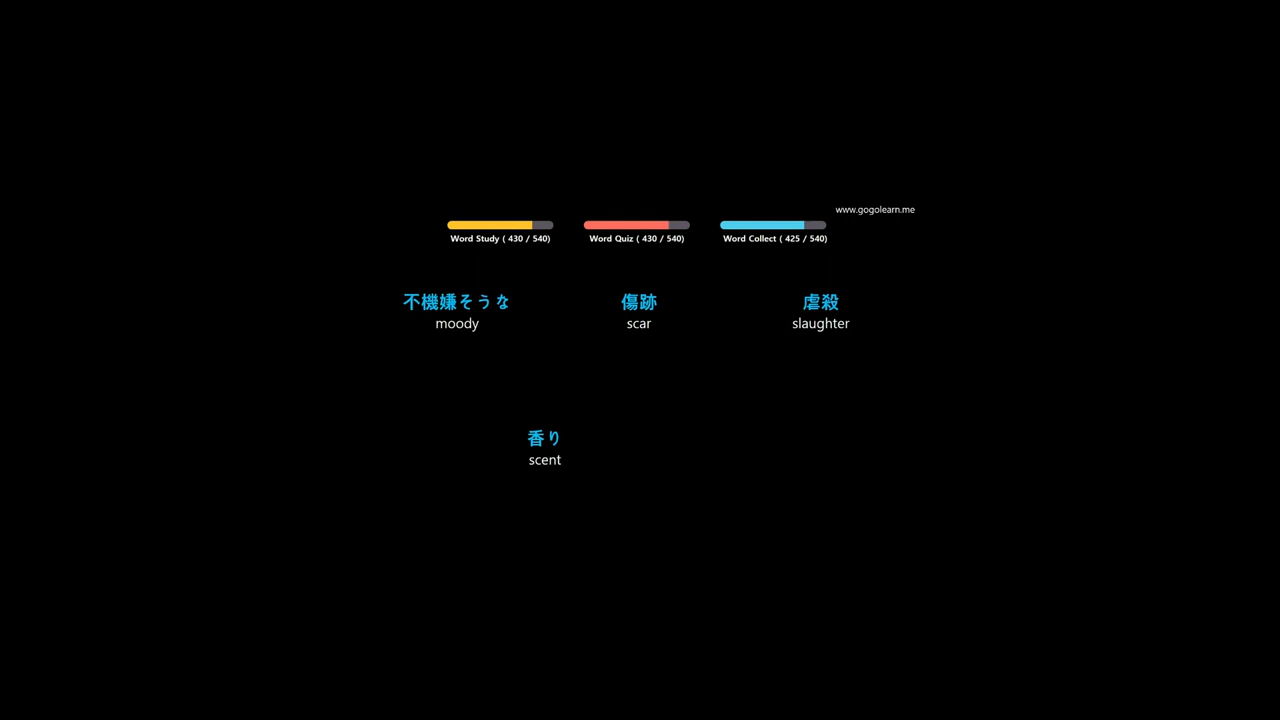 www.gogolearn.me
Word Study ( 430 / 540)
Word Quiz ( 430 / 540)
Word Collect ( 425 / 540)
不機嫌そうな
moody
傷跡
scar
虐殺
slaughter
香り
scent